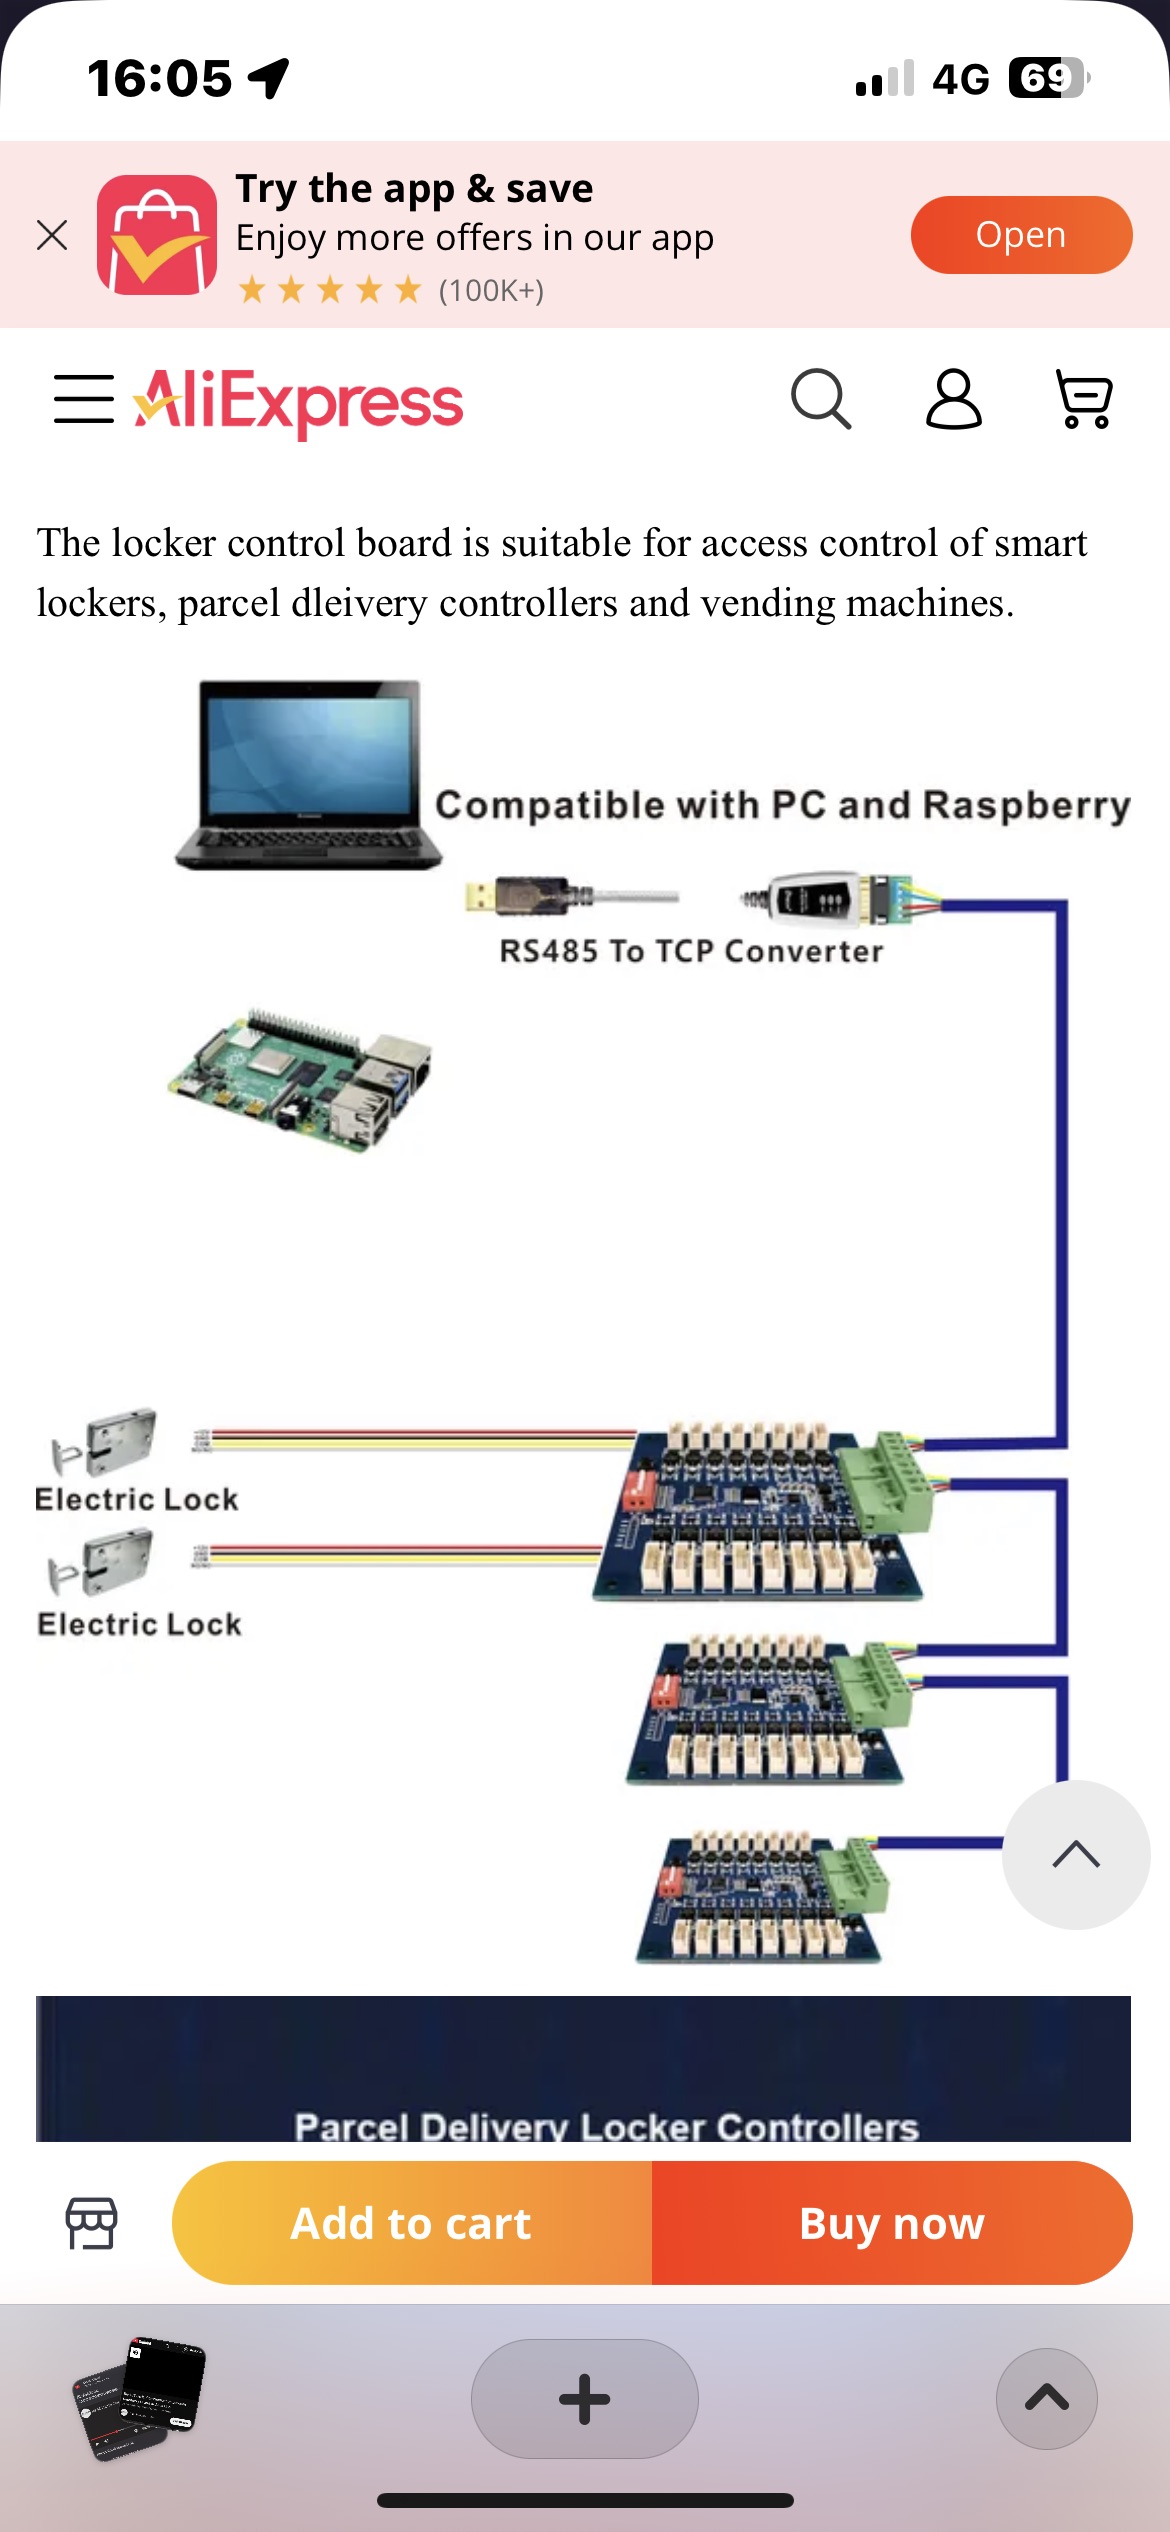 16:05
4G 69
Try the app & save
Enjoy more offers in our app
(100K+)
Open
AliExpress
The locker control board is suitable for access control of smart
lockers, parcel dleivery controllers and vending machines.
Compatible with PC and Raspberry
RS485 To TCP Converter
Electric Lock
Electric Lock
Parcel Delivery Locker Controllers
Add to cart
Buy now